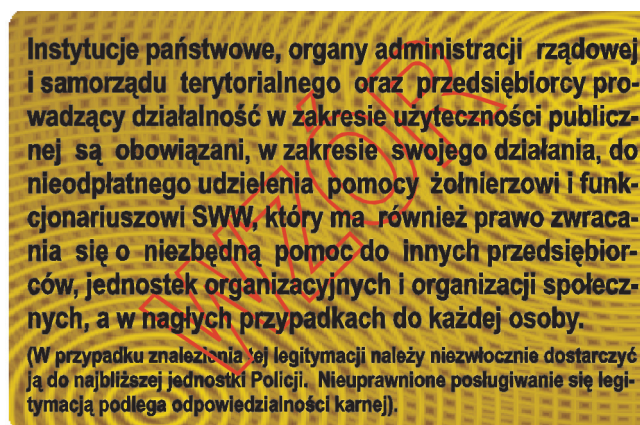 Instytucje państwowe, organy administracji rządowej
i samorządu terytorialnego oraz przedsiębiorcy pro-
wadzący działalność w zakresie użyteczności publicz-
nej są obowiązani, w zakresie swojego działania, do
nieodpłatnego udzielenia pomocy żołnierzowi i funk-
cjonariuszowi SWW, który ma również prawo zwraca-
nia się o niezbędną pomoc do innych przedsiębior-
ców, jednostek organizacyjnych i organizacji społecz-
nych, a w nagłych przypadkach do każdej osoby.
(W przypadku znalezienia tej legitymacji należy niezwłocznie dostarczyć
ją do najbliższej jednostki Policji. Nieuprawnione posługiwanie się legi-
tymacją podlega odpowiedzialności karnej).
WZÓR